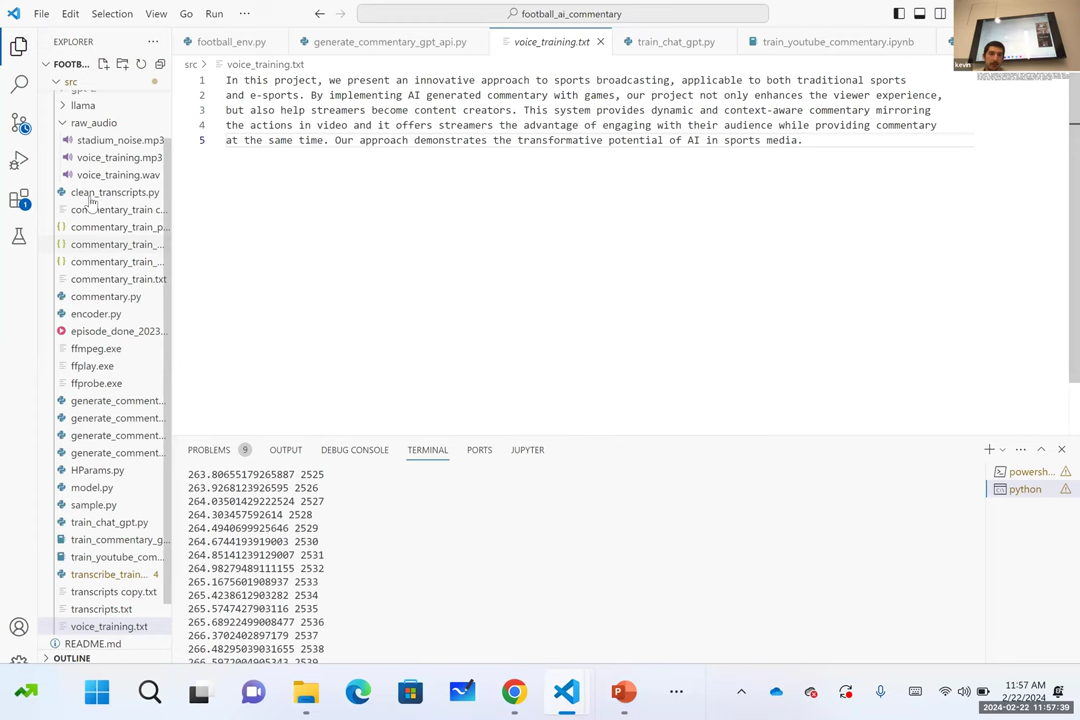 File Edit Selection View Go Run ···
football_ai_commentary
EXPLORER
FOOTB...
src
llama
raw_audio
stadium_noise.mp3
voice_training.mp3
voice_training.wav
clean_transcripts.py
commentary_train c...
commentary_train_p...
commentary_train_...
commentary_train_...
commentary_train.txt
commentary.py
encoder.py
episode_done_2023...
ffmpeg.exe
ffplay.exe
ffprobe.exe
generate_comment...
generate_comment...
generate_comment...
generate_comment...
HParams.py
model.py
sample.py
train_chat_gpt.py
train_commentary_g...
train_youtube_com...
transcribe_train... 4
transcripts copy.txt
transcripts.txt
voice_training.txt
README.md
OUTLINE
football_env.py generate_commentary_gpt_api.py voice_training.txt train_chat_gpt.py train_youtube_commentary.ipynb
src > voice_training.txt
1 In this project, we present an innovative approach to sports broadcasting, applicable to both traditional sports
2 and e-sports. By implementing AI generated commentary with games, our project not only enhances the viewer experience,
3 but also help streamers become content creators. This system provides dynamic and context-aware commentary mirroring
4 the actions in video and it offers streamers the advantage of engaging with their audience while providing commentary
5 at the same time. Our approach demonstrates the transformative potential of AI in sports media.
PROBLEMS 9 OUTPUT DEBUG CONSOLE TERMINAL PORTS JUPYTER
263.80655179265887 2525
263.9268123926595 2526
264.03501429222524 2527
264.303457592614 2528
264.4940699925646 2529
264.6744193919003 2530
264.85141239129007 2531
264.98279489111155 2532
265.1675601908937 2533
265.4238612903282 2534
265.5747427903116 2535
265.68922499008477 2536
266.3702402897179 2537
266.48295039031655 2538
266.5972004905343 2539
powersh...
python
kevin
11:57 AM
2/22/2024
2024-02-22 11:57:39